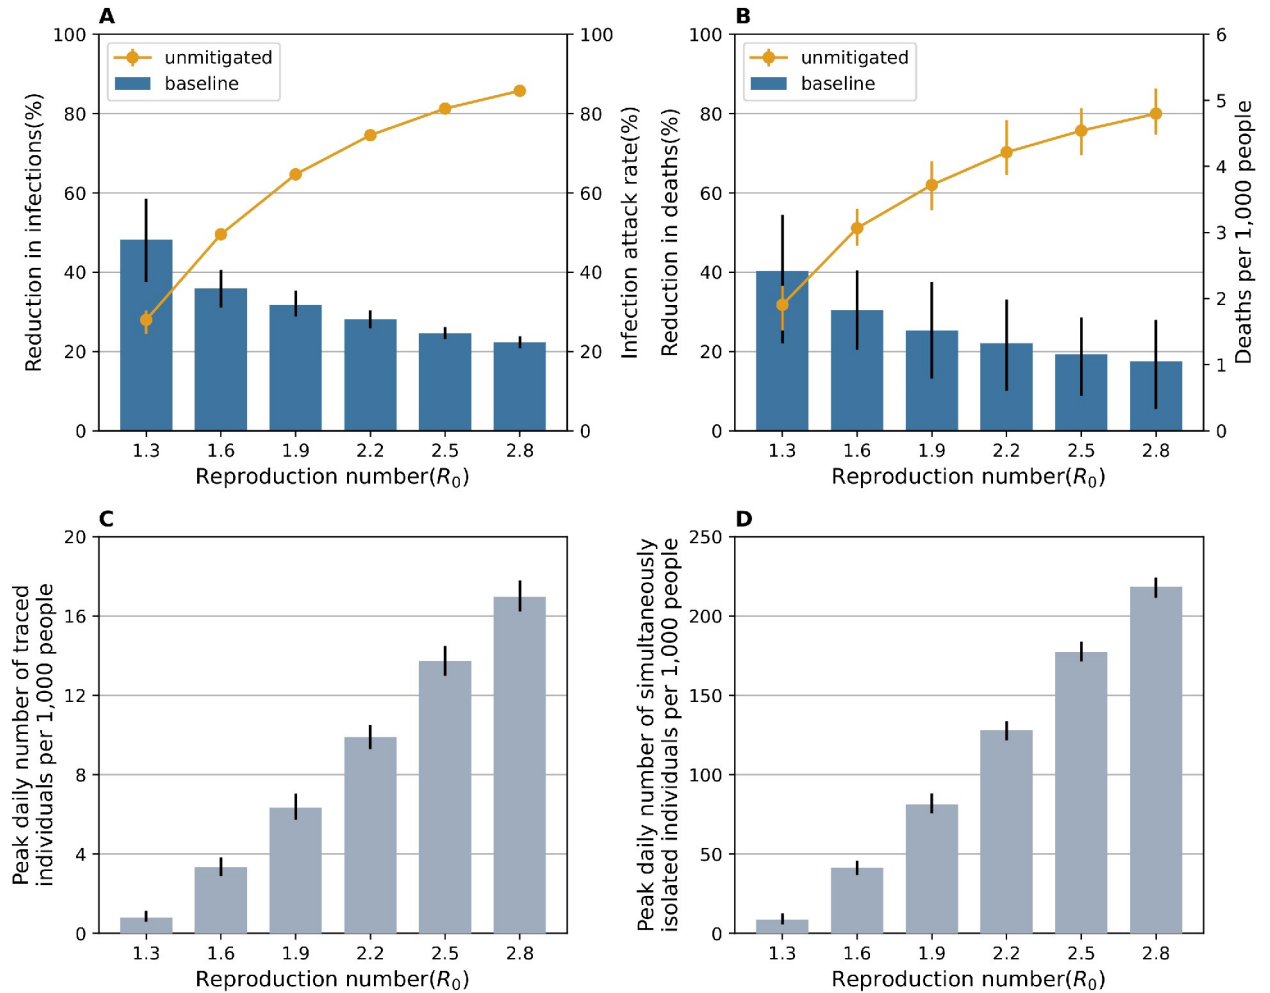 A
100
80
60
40
20
0
Reduction in infections(%)
unmitigated
baseline
100
80
60
40
20
0
Infection attack rate(%)
1.3 1.6 1.9 2.2 2.5 2.8
Reproduction number(R0)
B
100
80
60
40
20
0
Reduction in deaths(%)
unmitigated
baseline
6
5
4
3
2
1
0
Deaths per 1,000 people
1.3 1.6 1.9 2.2 2.5 2.8
Reproduction number(R0)
C
20
16
12
8
4
0
Peak daily number of traced
individuals per 1,000 people
1.3 1.6 1.9 2.2 2.5 2.8
Reproduction number(R0)
D
250
200
150
100
50
0
Peak daily number of simultaneously
isolated individuals per 1,000 people
1.3 1.6 1.9 2.2 2.5 2.8
Reproduction number(R0)